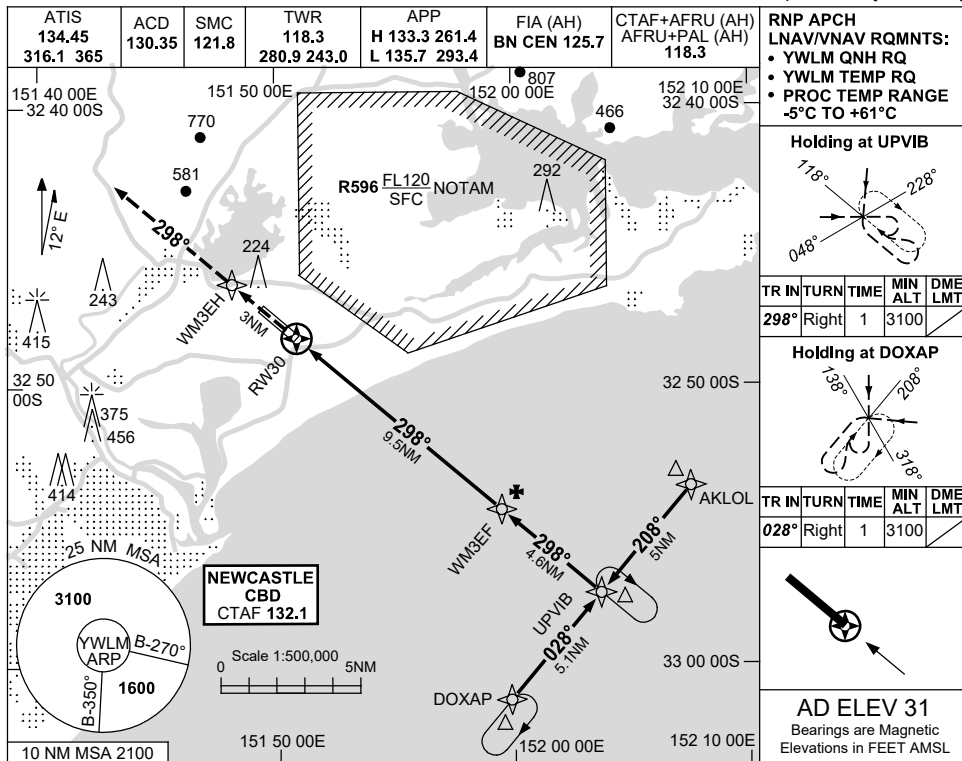 ATIS
134.45
316.1 365
ACD
130.35
SMC
121.8
TWR
118.3
280.9 243.0
APP
H 133.3 261.4
L 135.7 293.4
FIA (AH)
BN CEN 125.7
CTAF+AFRU (AH)
AFRU+PAL (AH)
118.3
RNP APCH
LNAV/VNAV RQMNTS:
• YWLM QNH RQ
• YWLM TEMP RQ
• PROC TEMP RANGE
-5°C TO +61°C
151 40 00E
32 40 00S
151 50 00E
152 00 00E
152 10 00E
32 40 00S
807
466
770
581
R596 FL120 NOTAM
SFC
292
12° E
298°
224
243
415
WM3EH
3NM
RW30
32 50
00S
32 50 00S
375
456
414
298°
9.5NM
WM3EF
298°
4.6NM
AKLOL
208°
5NM
UPVIB
028°
5.1NM
DOXAP
33 00 00S
25 NM MSA
3100
YWLM
ARP
B-270°
B-350°
1600
10 NM MSA 2100
NEWCASTLE
CBD
CTAF 132.1
Scale 1:500,000
0 5NM
151 50 00E
152 00 00E
152 10 00E
Holding at UPVIB
118°
228°
048°
TR IN TURN TIME MIN ALT DME LMT
298° Right 1 3100
Holding at DOXAP
138°
208°
318°
TR IN TURN TIME MIN ALT DME LMT
028° Right 1 3100
AD ELEV 31
Bearings are Magnetic
Elevations in FEET AMSL